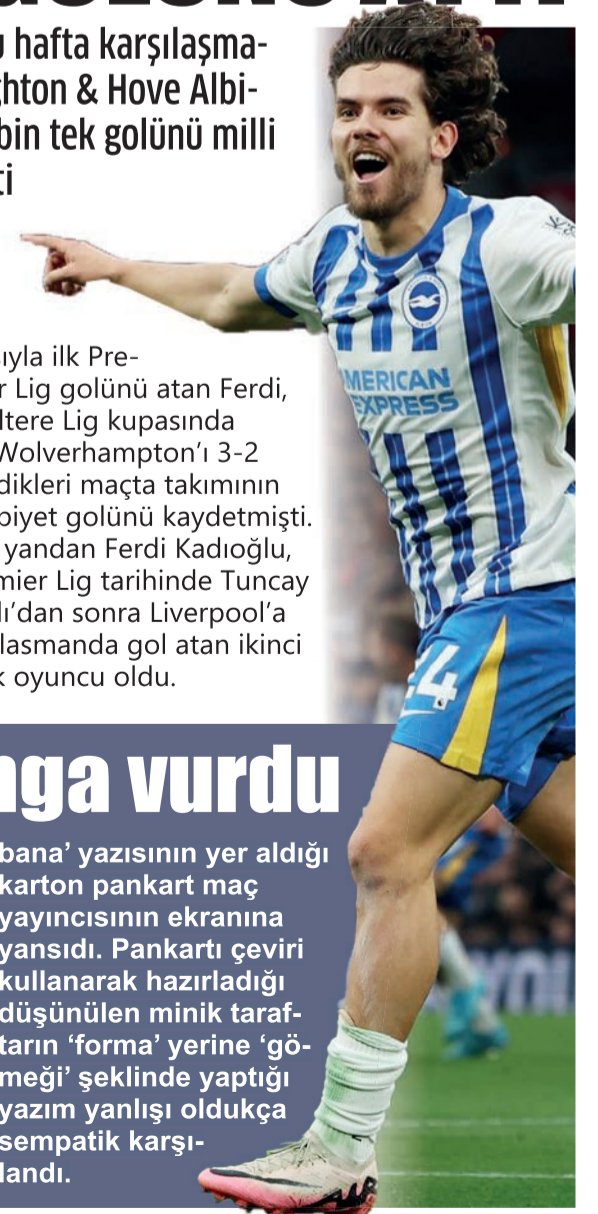 u hafta karşılaşma-
ghton & Hove Albi-
bin tek golünü milli
ti
sıyla ilk Pre-
r Lig golünü atan Ferdi,
ltere Lig kupasında
Wolverhampton'ı 3-2
dikleri maçta takımının
biyet golünü kaydetmişti.
yandan Ferdi Kadıoğlu,
mier Lig tarihinde Tuncay
lı'dan sonra Liverpool'a
lasmanda gol atan ikinci
k oyuncu oldu.
AMERICAN
EXPRESS
24
nga vurdu
bana' yazısının yer aldığı
karton pankart maç
yayıncısının ekranına
yansıdı. Pankartı çeviri
kullanarak hazırladığı
düşünülen minik taraf-
tarın 'forma' yerine 'gö-
meği' şeklinde yaptığı
yazım yanlışı oldukça
sempatik karşı-
landı.